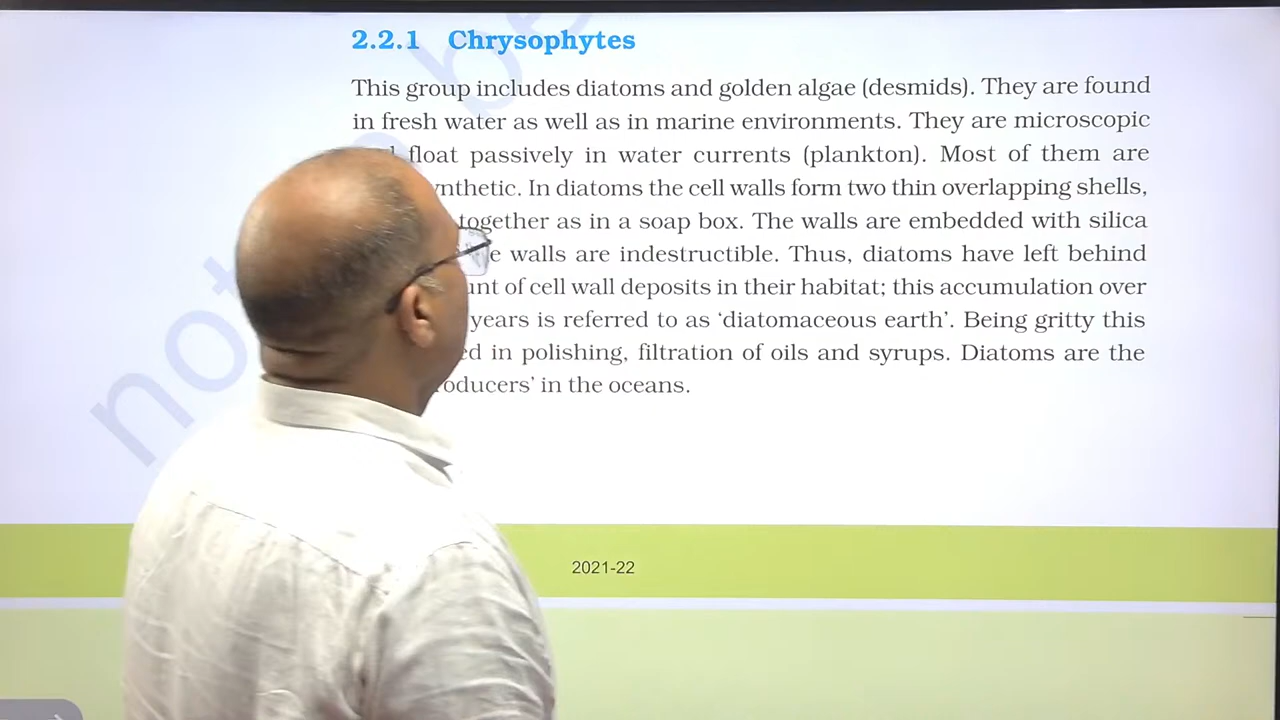 2.2.1 Chrysophytes
This group includes diatoms and golden algae (desmids). They are found
in fresh water as well as in marine environments. They are microscopic
float passively in water currents (plankton). Most of them are
In diatoms the cell walls form two thin overlapping shells,
together as in a soap box. The walls are embedded with silica
walls are indestructible. Thus, diatoms have left behind
of cell wall deposits in their habitat; this accumulation over
years is referred to as ‘diatomaceous earth’. Being gritty this
in polishing, filtration of oils and syrups. Diatoms are the
in the oceans.
not
be
2021-22